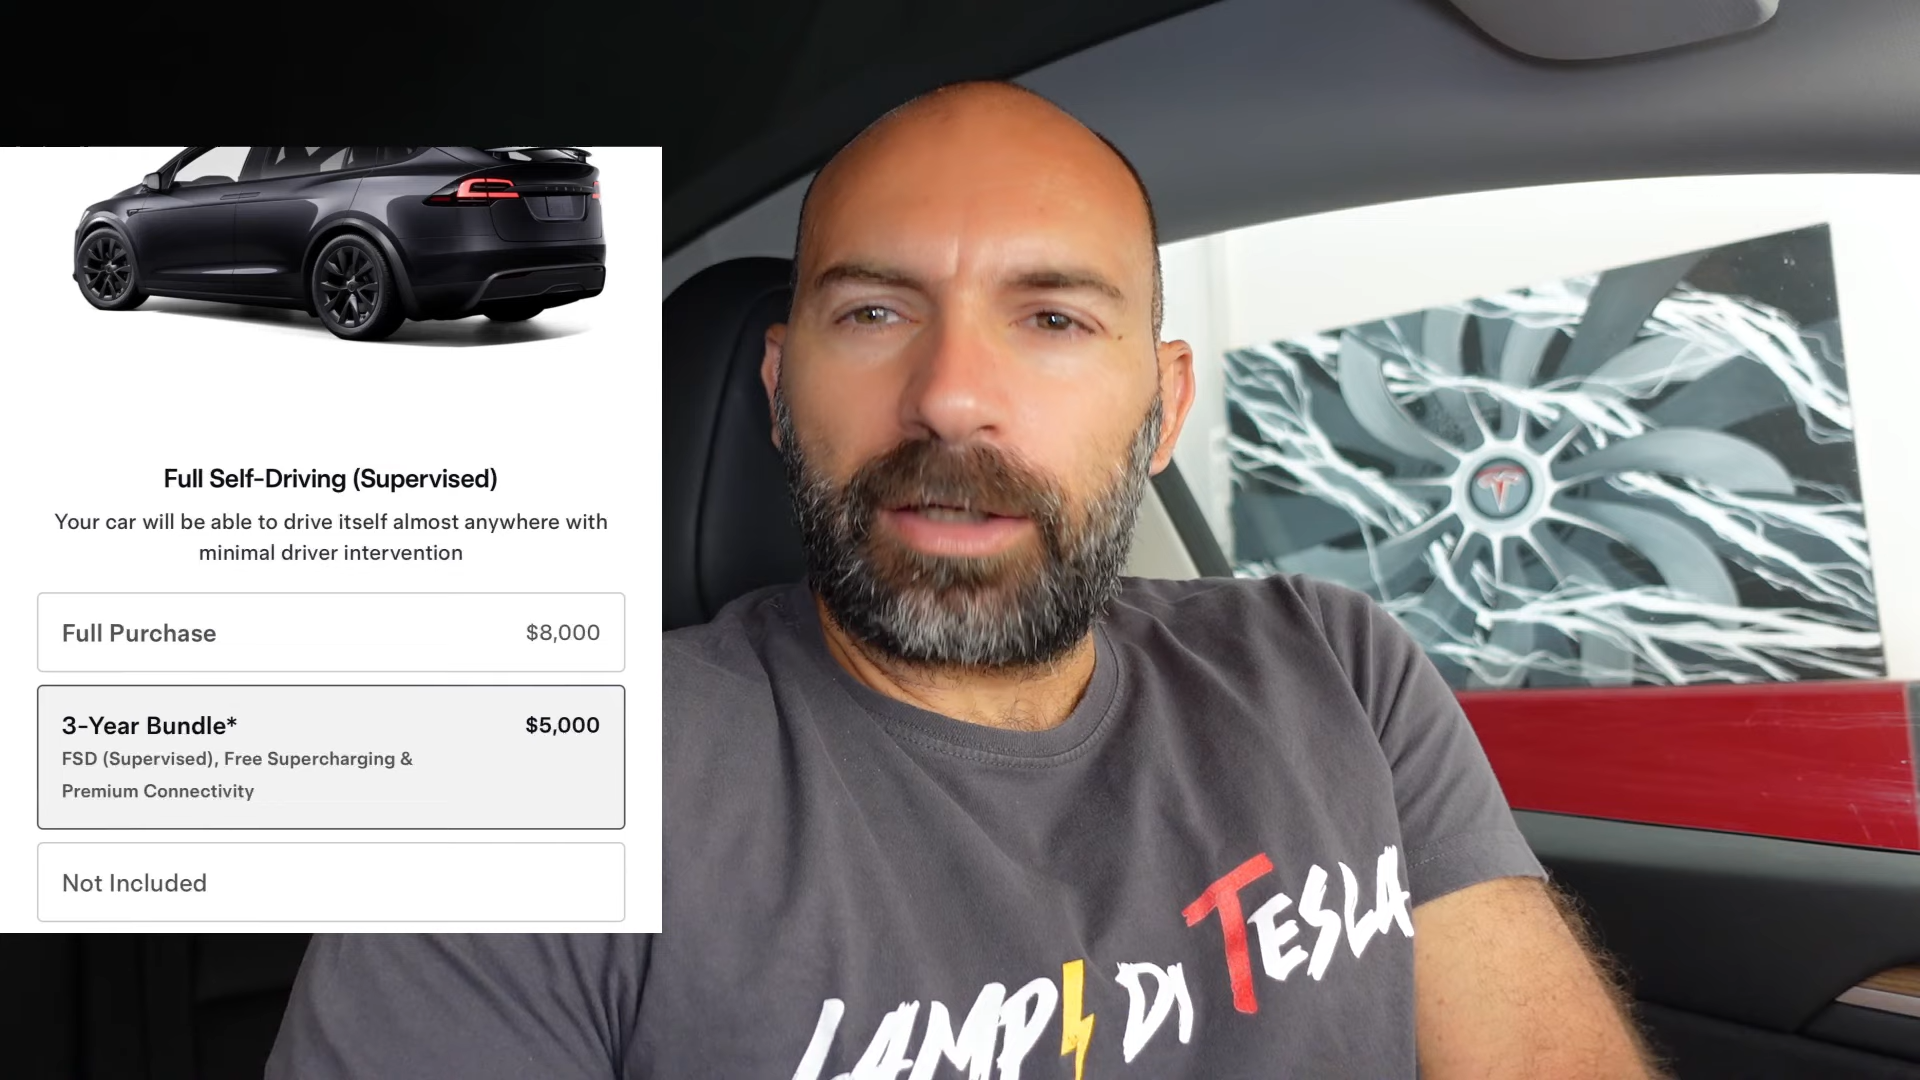 Full Self-Driving (Supervised)
Your car will be able to drive itself almost anywhere with
minimal driver intervention
Full Purchase $8,000
3-Year Bundle* $5,000
FSD (Supervised), Free Supercharging &
Premium Connectivity
Not Included
LAMPI DI TESLA